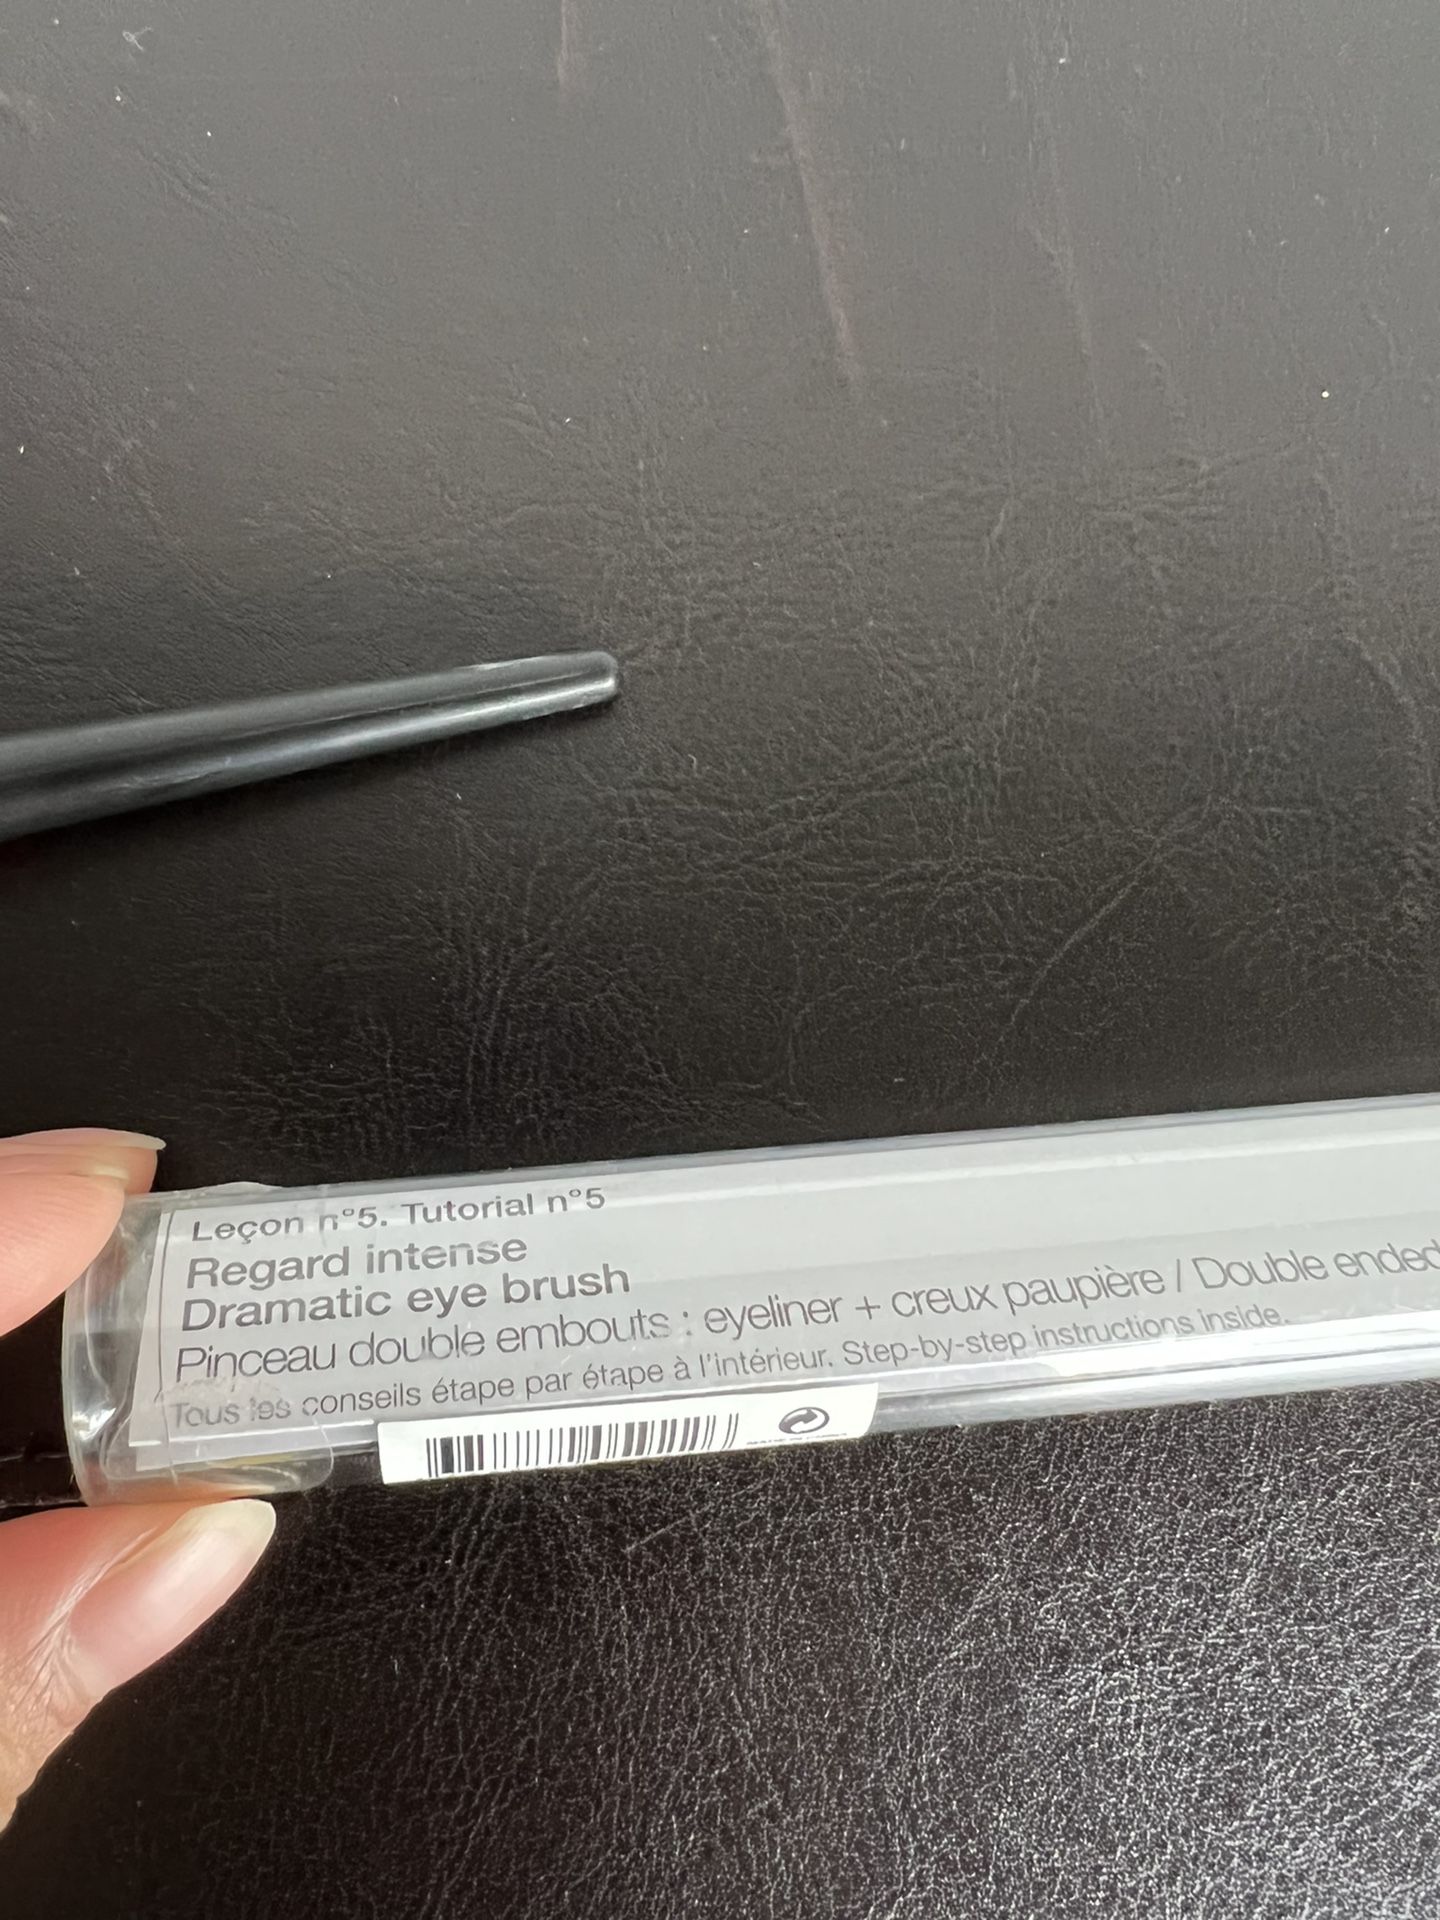 Leçon n°5. Tutorial n°5
Regard intense
Dramatic eye brush
Pinceau double embouts : eyeliner + creux paupière / Double ended
Tous les conseils étape par étape à l'intérieur. Step-by-step instructions inside.